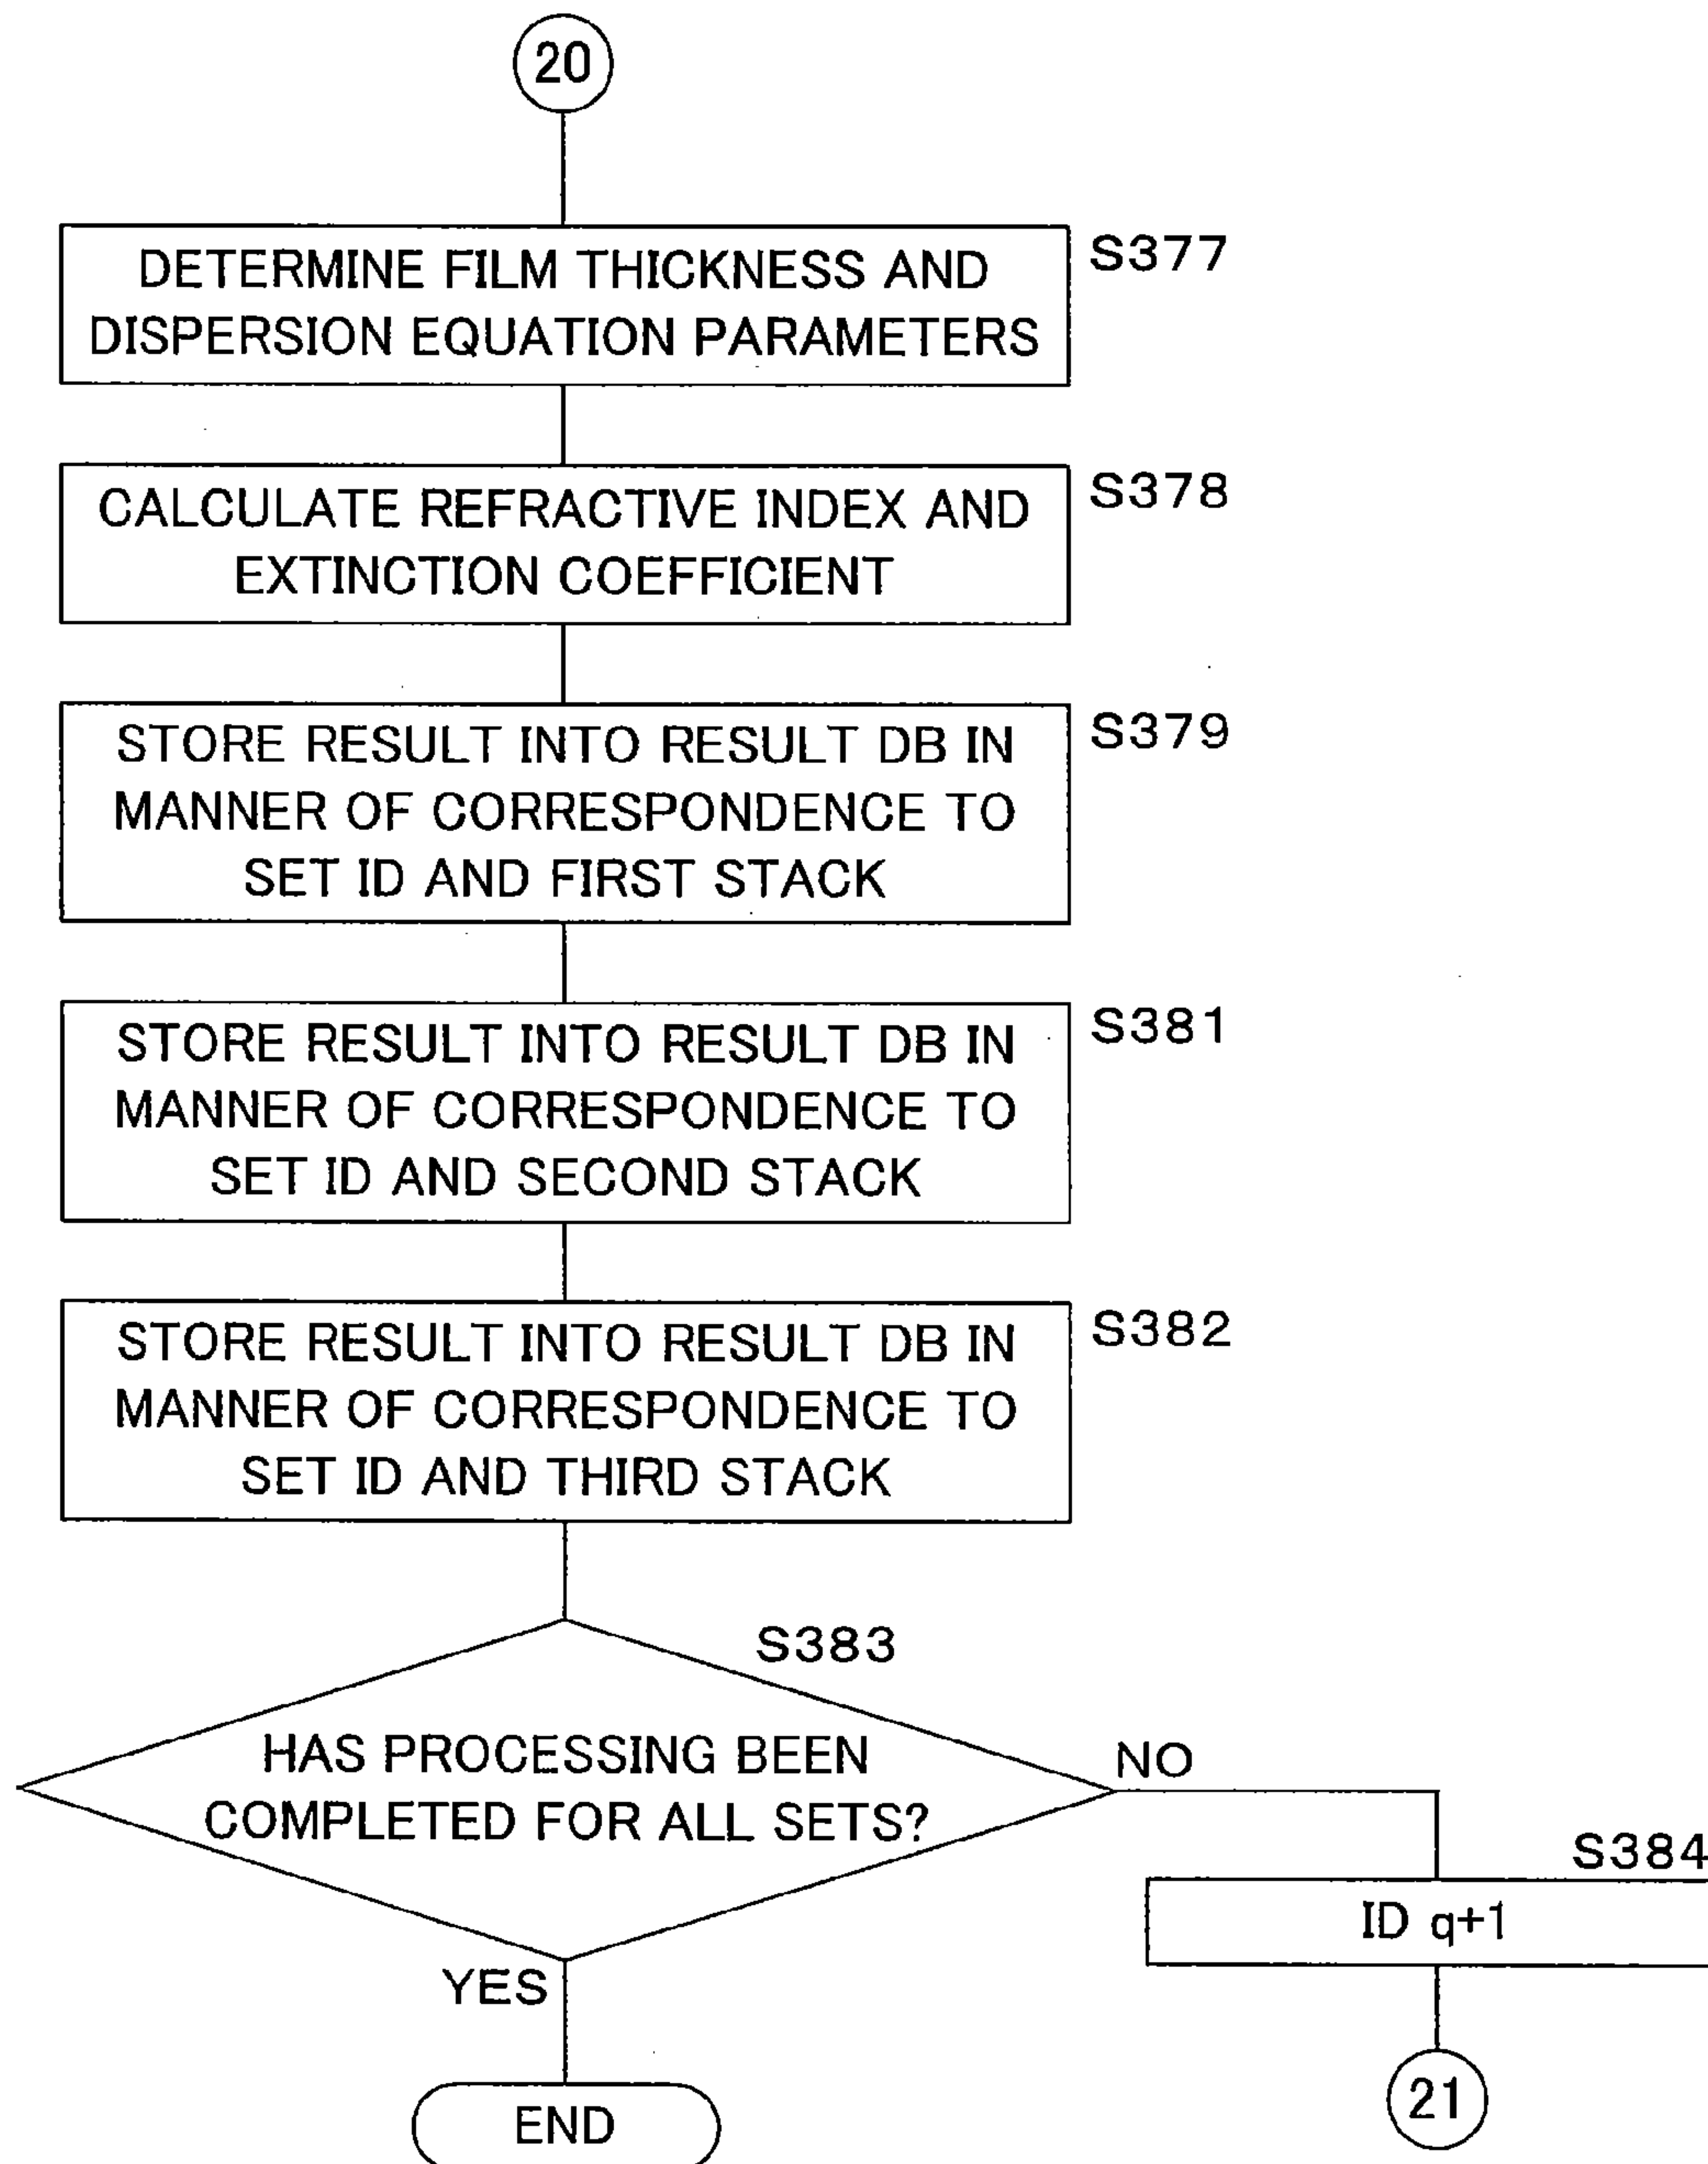 20
DETERMINE FILM THICKNESS AND
DISPERSION EQUATION PARAMETERS
S377
CALCULATE REFRACTIVE INDEX AND
EXTINCTION COEFFICIENT
S378
STORE RESULT INTO RESULT DB IN
MANNER OF CORRESPONDENCE TO
SET ID AND FIRST STACK
S379
STORE RESULT INTO RESULT DB IN
MANNER OF CORRESPONDENCE TO
SET ID AND SECOND STACK
S381
STORE RESULT INTO RESULT DB IN
MANNER OF CORRESPONDENCE TO
SET ID AND THIRD STACK
S382
S383
HAS PROCESSING BEEN
COMPLETED FOR ALL SETS?
NO
S384
ID q+1
YES
END
21